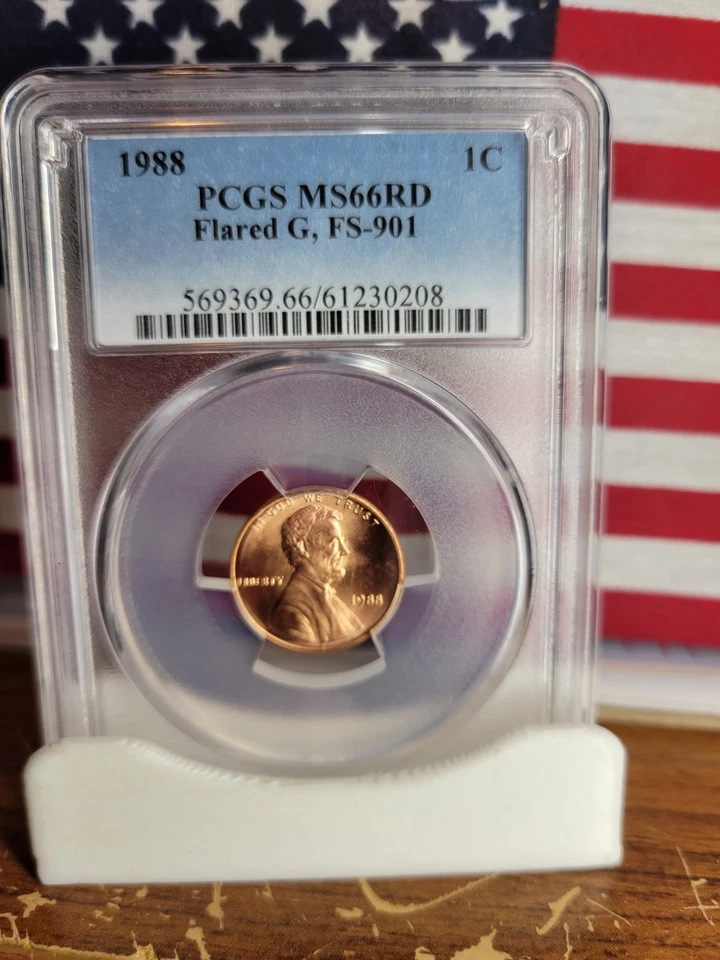 1988 1C
PCGS MS66RD
Flared G, FS-901
569369.66/61230208
IN GOD WE TRUST
LIBERTY
1988